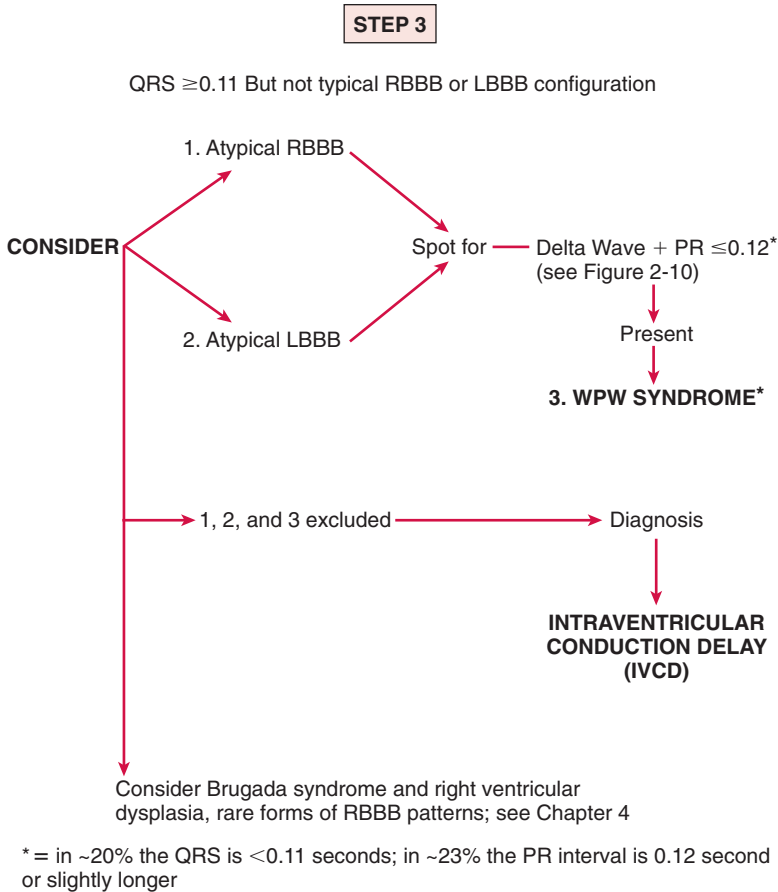 STEP 3
QRS ≥0.11 But not typical RBBB or LBBB configuration
1. Atypical RBBB
CONSIDER
Spot for
Delta Wave + PR ≤0.12*
(see Figure 2-10)
2. Atypical LBBB
Present
3. WPW SYNDROME*
1, 2, and 3 excluded
Diagnosis
INTRAVENTRICULAR
CONDUCTION DELAY
(IVCD)
Consider Brugada syndrome and right ventricular
dysplasia, rare forms of RBBB patterns; see Chapter 4
* = in ~20% the QRS is <0.11 seconds; in ~23% the PR interval is 0.12 second
or slightly longer